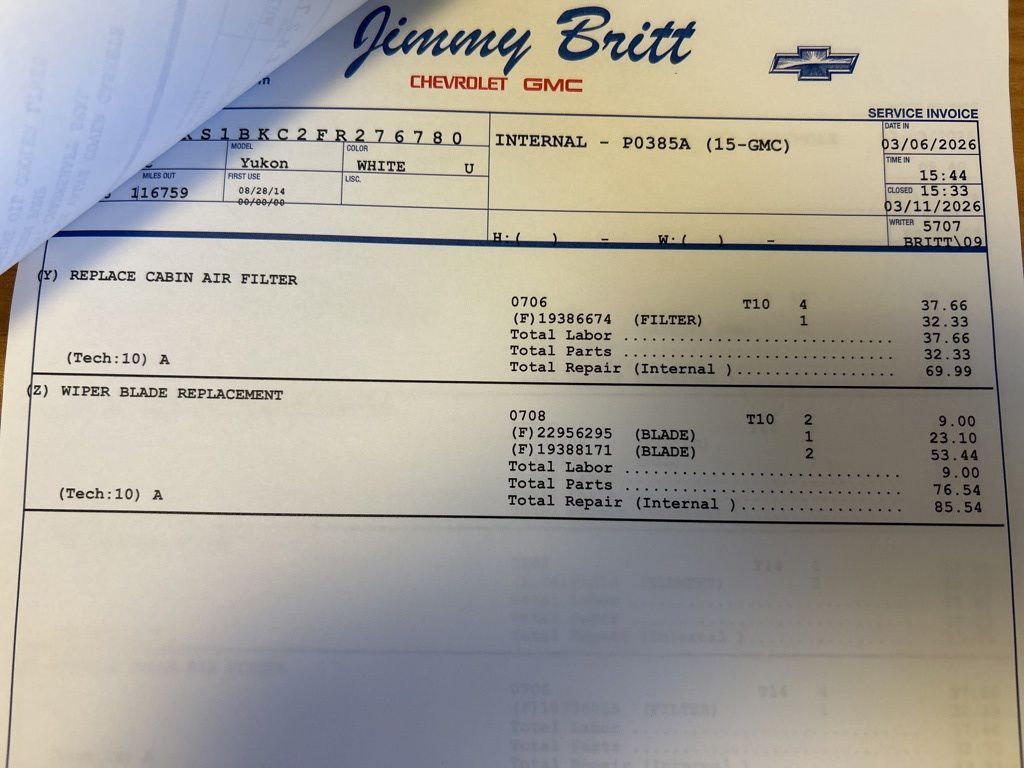 Jimmy Britt
CHEVROLET GMC
SERVICE INVOICE
S1BKC2FR276780
INTERNAL - P0385A (15-GMC)
DATE IN
03/06/2026
MODEL
Yukon
COLOR
WHITE U
TIME IN
15:44
MILES OUT
116759
FIRST USE
08/28/14
00/00/00
LISC.
CLOSED 15:33
03/11/2026
WRITER 5707
H:( ) - W:( ) -
BRITT\09
(Y) REPLACE CABIN AIR FILTER
0706 T10 4 37.66
(F)19386674 (FILTER) 1 32.33
Total Labor .............................. 37.66
Total Parts .............................. 32.33
(Tech:10) A
Total Repair (Internal )................. 69.99
(Z) WIPER BLADE REPLACEMENT
0708 T10 2 9.00
(F)22956295 (BLADE) 1 23.10
(F)19388171 (BLADE) 2 53.44
Total Labor .............................. 9.00
Total Parts .............................. 76.54
(Tech:10) A
Total Repair (Internal )................. 85.54